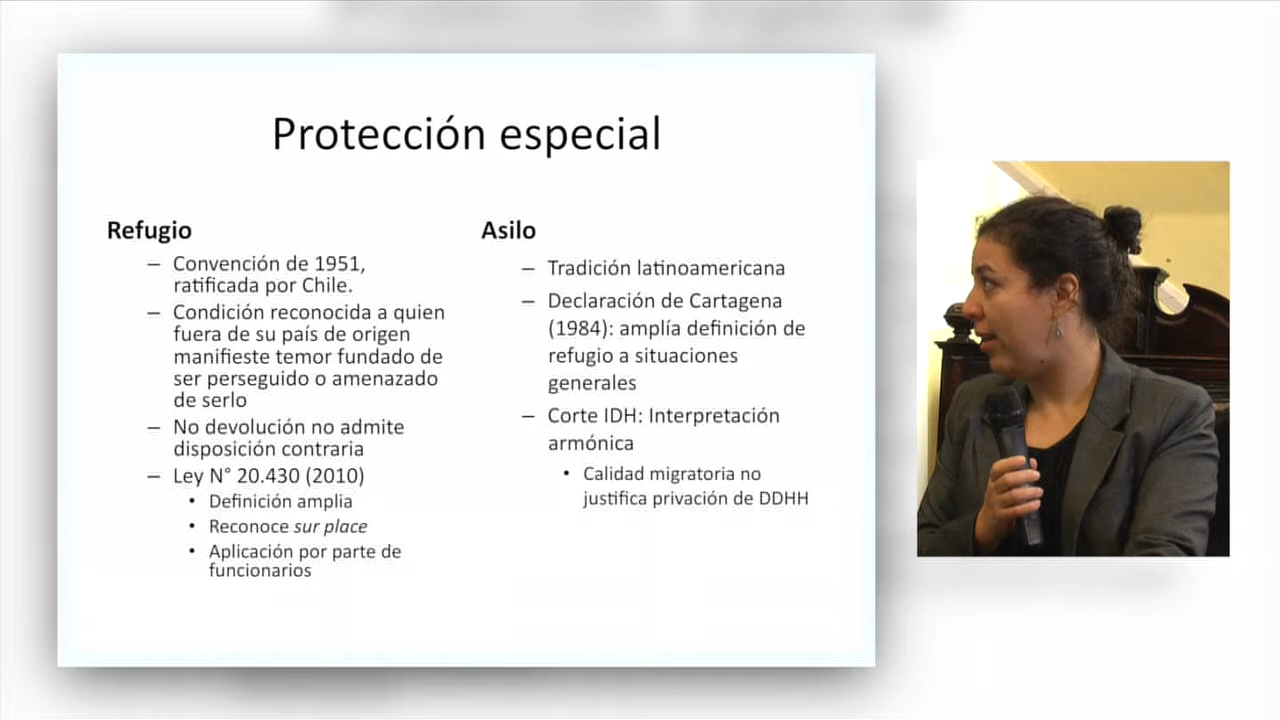 Protección especial
Refugio
– Convención de 1951,
ratificada por Chile.
– Condición reconocida a quien
fuera de su país de origen
manifieste temor fundado de
ser perseguido o amenazado
de serlo
– No devolución no admite
disposición contraria
– Ley N° 20.430 (2010)
• Definición amplia
• Reconoce sur place
• Aplicación por parte de
funcionarios
Asilo
– Tradición latinoamericana
– Declaración de Cartagena
(1984): amplía definición de
refugio a situaciones
generales
– Corte IDH: Interpretación
armónica
• Calidad migratoria no
justifica privación de DDHH